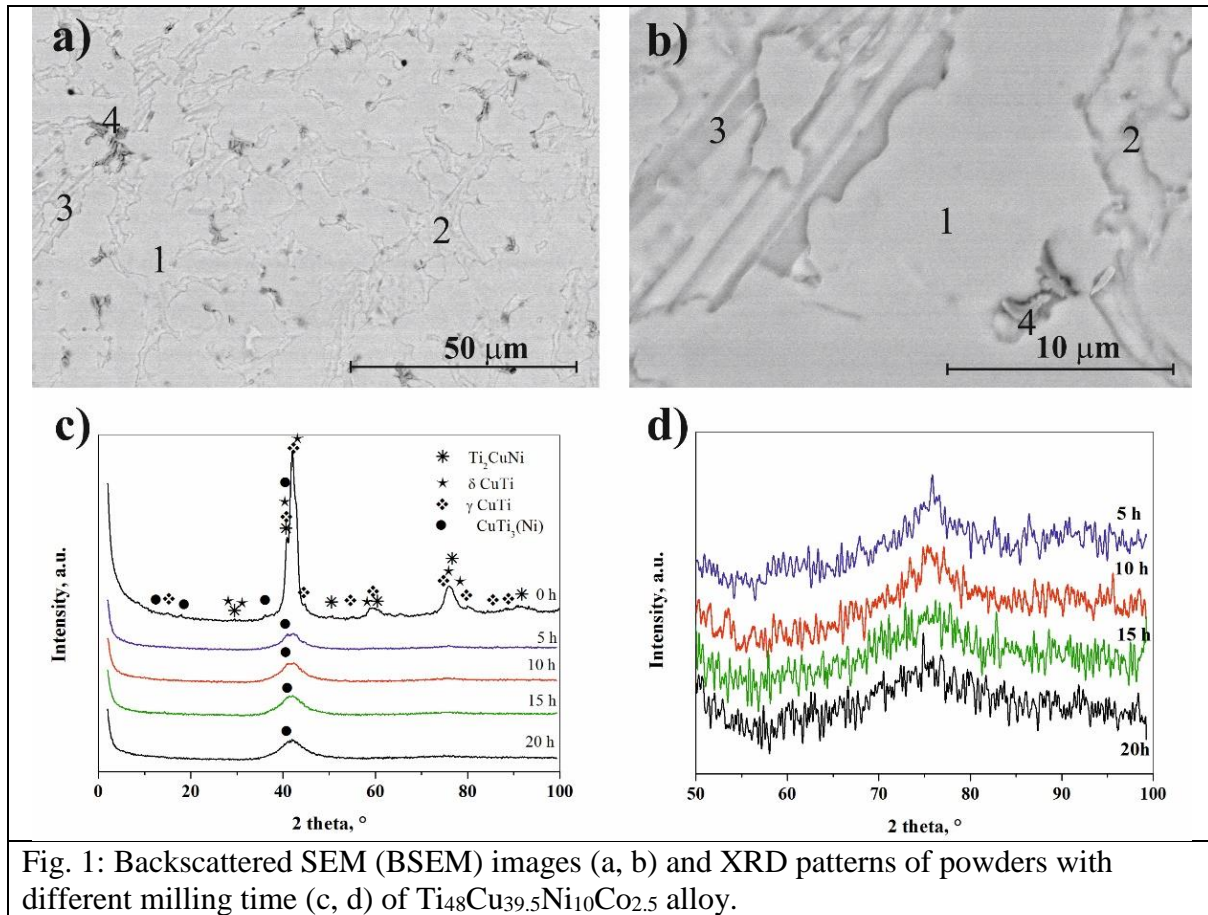 a)
4
3
1
2
50 μm
b)
3
2
1
4
10 μm
c)
Intensity, a.u.
Ti₂CuNi
δ CuTi
γ CuTi
CuTi₃(Ni)
0 h
5 h
10 h
15 h
20 h
0 20 40 60 80 100
2 theta, °
d)
Intensity, a.u.
5 h
10 h
15 h
20h
50 60 70 80 90 100
2 theta, °
Fig. 1: Backscattered SEM (BSEM) images (a, b) and XRD patterns of powders with
different milling time (c, d) of Ti₄₈Cu₃₉.₅Ni₁₀Co₂.₅ alloy.